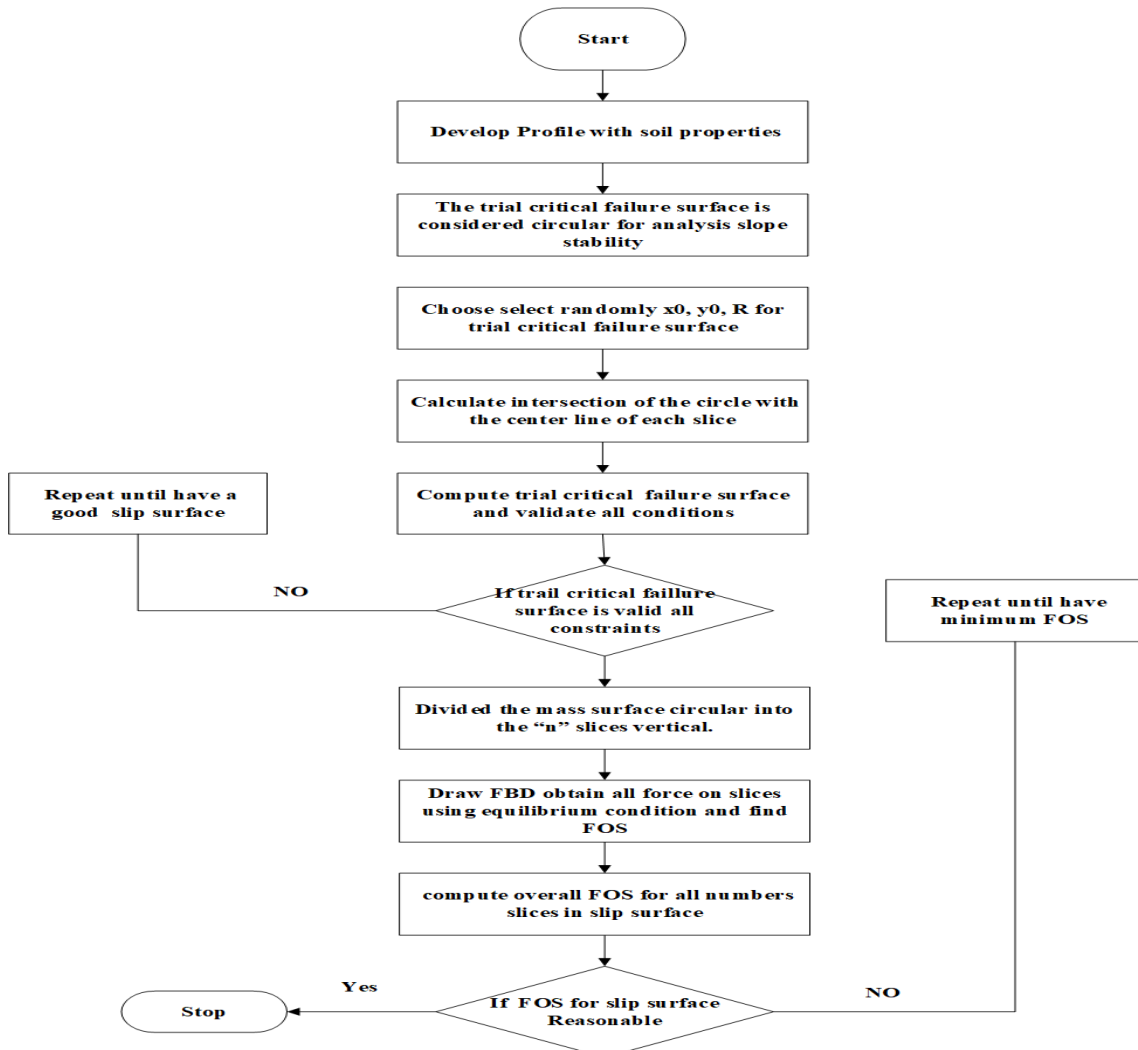 Start
Develop Profile with soil properties
The trial critical failure surface is
considered circular for analysis slope
stability
Choose select randomly x0, y0, R for
trial critical failure surface
Calculate intersection of the circle with
the center line of each slice
Repeat until have a
good slip surface
Compute trial critical failure surface
and validate all conditions
NO
If trail critical faillure
surface is valid all
constraints
Repeat until have
minimum FOS
Divided the mass surface circular into
the “n” slices vertical.
Draw FBD obtain all force on slices
using equilibrium condition and find
FOS
compute overall FOS for all numbers
slices in slip surface
Yes
NO
Stop
If FOS for slip surface
Reasonable